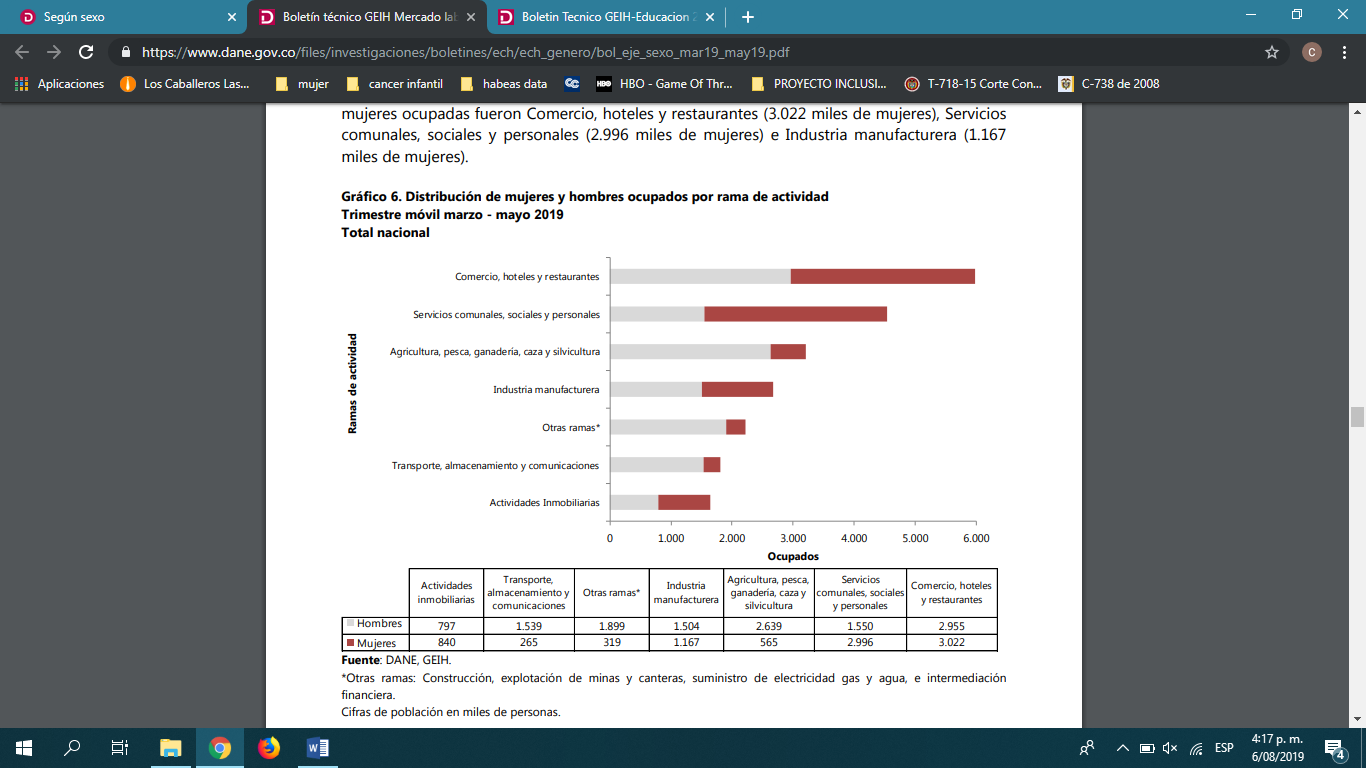 Según sexo
Boletín técnico GEIH Mercado lab
Boletin Tecnico GEIH-Educacion 2
https://www.dane.gov.co/files/investigaciones/boletines/ech/ech_genero/bol_eje_sexo_mar19_may19.pdf
C
Aplicaciones
Los Caballeros Las...
mujer
cancer infantil
habeas data
HBO - Game Of Thr...
PROYECTO INCLUSI...
T-718-15 Corte Con...
C-738 de 2008
mujeres ocupadas fueron Comercio, hoteles y restaurantes (3.022 miles de mujeres), Servicios
comunales, sociales y personales (2.996 miles de mujeres) e Industria manufacturera (1.167
miles de mujeres).
Gráfico 6. Distribución de mujeres y hombres ocupados por rama de actividad
Trimestre móvil marzo - mayo 2019
Total nacional
Ramas de actividad
Comercio, hoteles y restaurantes
Servicios comunales, sociales y personales
Agricultura, pesca, ganadería, caza y silvicultura
Industria manufacturera
Otras ramas*
Transporte, almacenamiento y comunicaciones
Actividades Inmobiliarias
0 1.000 2.000 3.000 4.000 5.000 6.000
Ocupados
Actividades
inmobiliarias
Transporte,
almacenamiento y
comunicaciones
Otras ramas*
Industria
manufacturera
Agricultura, pesca,
ganadería, caza y
silvicultura
Servicios
comunales, sociales
y personales
Comercio, hoteles
y restaurantes
Hombres 797 1.539 1.899 1.504 2.639 1.550 2.955
Mujeres 840 265 319 1.167 565 2.996 3.022
Fuente: DANE, GEIH.
*Otras ramas: Construcción, explotación de minas y canteras, suministro de electricidad gas y agua, e intermediación
financiera.
Cifras de población en miles de personas.
ESP
4:17 p. m.
6/08/2019
4